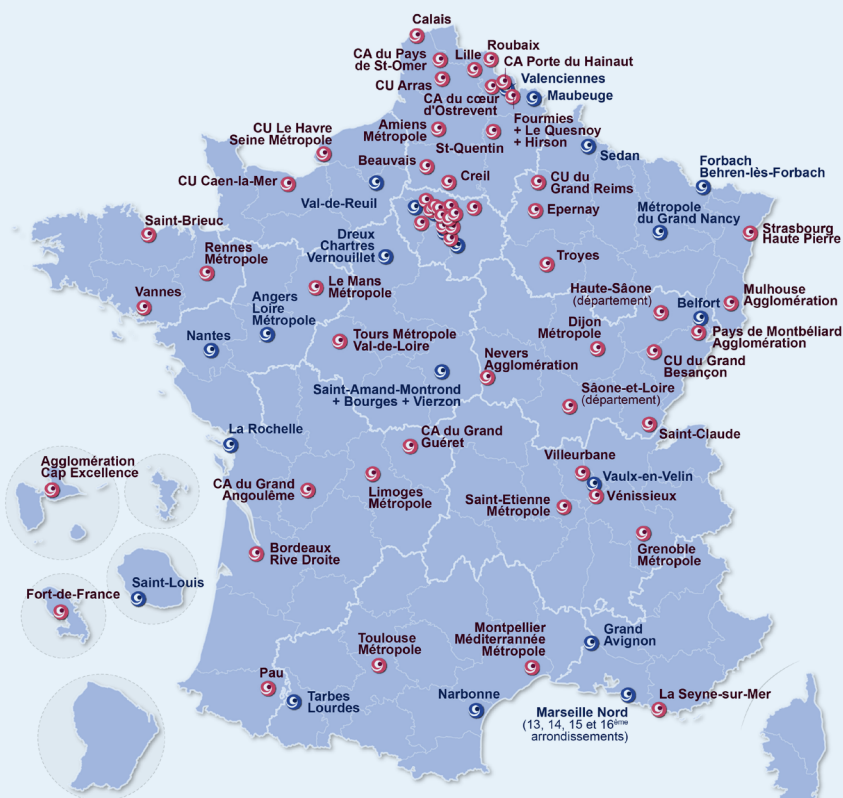 Calais
CA du Pays
de St-Omer
Lille
Roubaix
CA Porte du Hainaut
Valenciennes
CU Arras
Maubeuge
CA du cœur
d'Ostrevent
Fourmies
+ Le Quesnoy
+ Hirson
Amiens
Métropole
St-Quentin
CU Le Havre
Seine Métropole
Beauvais
Sedan
Forbach
Behren-lès-Forbach
CU Caen-la-Mer
Creil
CU du
Grand Reims
Val-de-Reuil
Epernay
Métropole
du Grand Nancy
Saint-Brieuc
Strasbourg
Haute Pierre
Dreux
Chartres
Vernouillet
Rennes
Métropole
Troyes
Le Mans
Métropole
Haute-Sâone
(département)
Mulhouse
Agglomération
Vannes
Angers
Loire
Métropole
Belfort
Nantes
Tours Métropole
Val-de-Loire
Dijon
Métropole
Pays de Montbéliard
Agglomération
Nevers
Agglomération
CU du Grand
Besançon
Saint-Amand-Montrond
+ Bourges + Vierzon
Sâone-et-Loire
(département)
La Rochelle
CA du Grand
Guéret
Saint-Claude
Agglomération
Cap Excellence
Villeurbane
Vaulx-en-Velin
CA du Grand
Angoulême
Limoges
Métropole
Saint-Etienne
Métropole
Vénissieux
Bordeaux
Rive Droite
Grenoble
Métropole
Saint-Louis
Fort-de-France
Toulouse
Métropole
Montpellier
Méditerrannée
Métropole
Grand
Avignon
Pau
Tarbes
Lourdes
Narbonne
La Seyne-sur-Mer
Marseille Nord
(13, 14, 15 et 16ème
arrondissements)